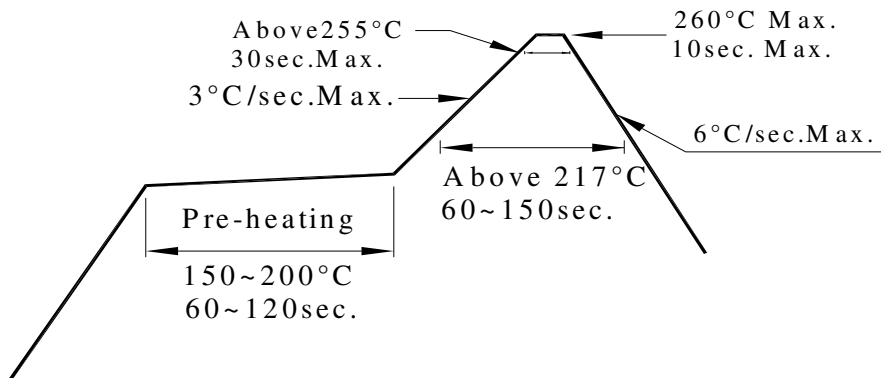 Above255°C
30sec.Max.
260°C Max.
10sec. Max.
3°C/sec.Max.
6°C/sec.Max.
Above 217°C
60~150sec.
Pre-heating
150~200°C
60~120sec.